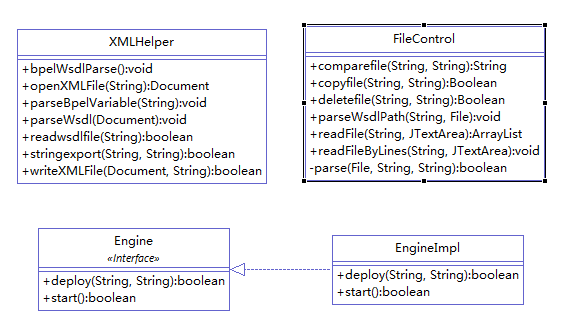 XMLHelper
+bpelWsdlParse():void
+openXMLFile(String):Document
+parseBpelVariable(String):void
+parseWsdl(Document):void
+readwsdlfile(String):boolean
+stringexport(String, String):boolean
+writeXMLFile(Document, String):boolean
FileControl
+comparefile(String, String):String
+copyfile(String, String):Boolean
+deletefile(String, String):Boolean
+parseWsdlPath(String, File):void
+readFile(String, JTextArea):ArrayList
+readFileByLines(String, JTextArea):void
-parse(File, String, String):boolean
Engine
«Interface»
+deploy(String, String):boolean
+start():boolean
EngineImpl
+deploy(String, String):boolean
+start():boolean